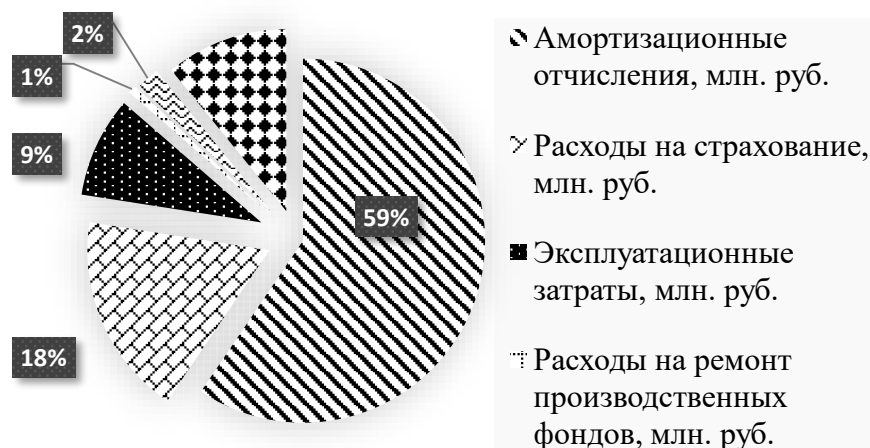 2%
1%
9%
59%
18%
Амортизационные
отчисления, млн. руб.
Расходы на страхование,
млн. руб.
Эксплуатационные
затраты, млн. руб.
Расходы на ремонт
производственных
фондов, млн. руб.